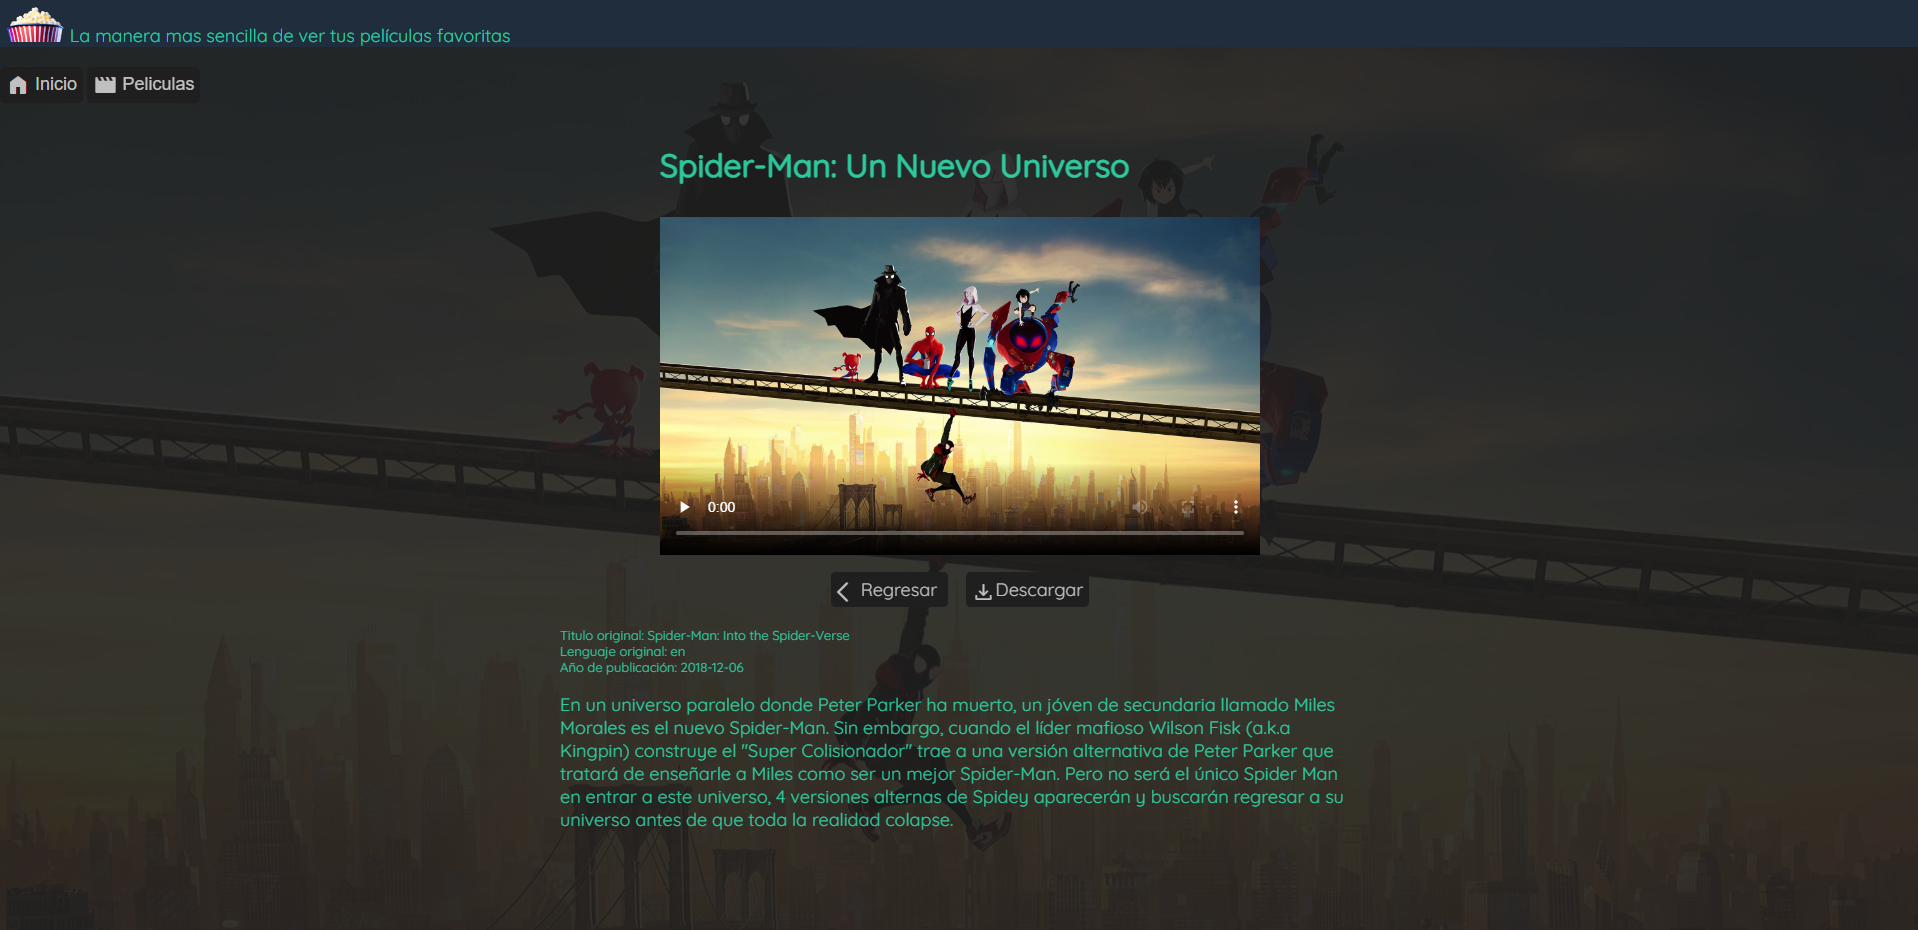 La manera mas sencilla de ver tus películas favoritas
Inicio
Peliculas
Spider-Man: Un Nuevo Universo
0:00
Regresar
Descargar
Titulo original: Spider-Man: Into the Spider-Verse
Lenguaje original: en
Año de publicación: 2018-12-06
En un universo paralelo donde Peter Parker ha muerto, un jóven de secundaria llamado Miles
Morales es el nuevo Spider-Man. Sin embargo, cuando el líder mafioso Wilson Fisk (a.k.a
Kingpin) construye el "Super Colisionador" trae a una versión alternativa de Peter Parker que
tratará de enseñarle a Miles como ser un mejor Spider-Man. Pero no será el único Spider Man
en entrar a este universo, 4 versiones alternas de Spidey aparecerán y buscarán regresar a su
universo antes de que toda la realidad colapse.